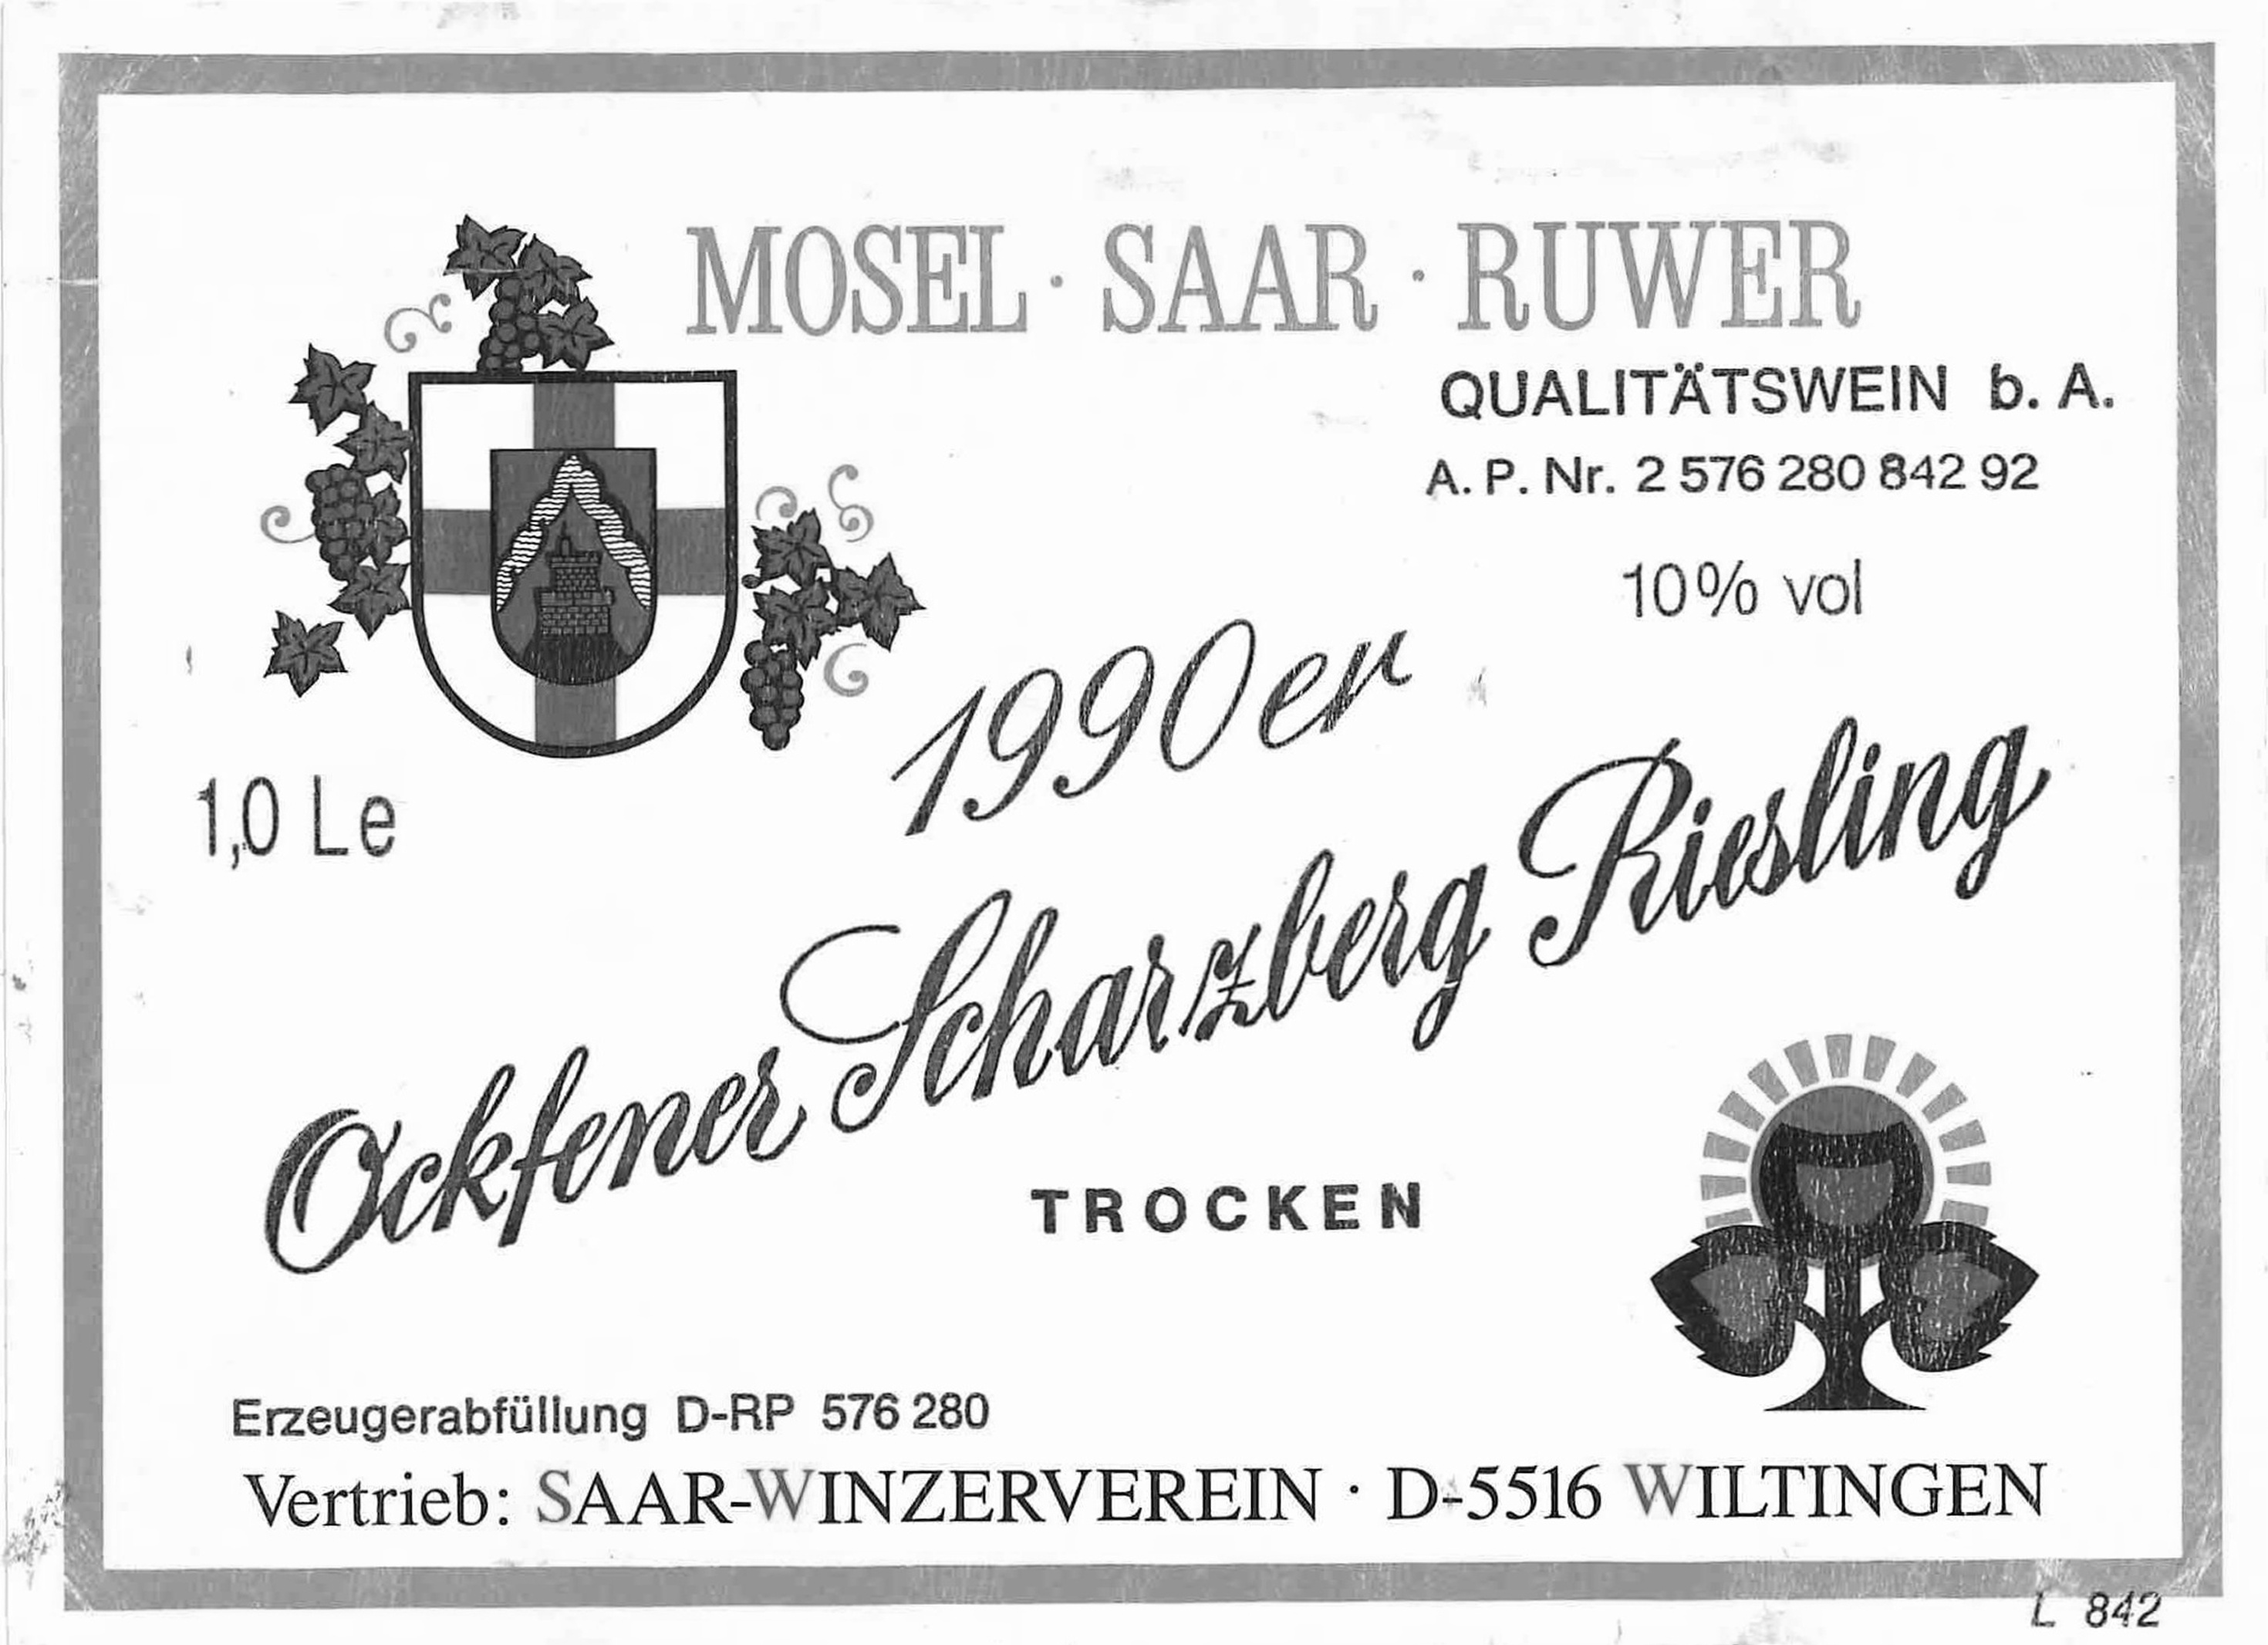 MOSEL · SAAR · RUWER
QUALITÄTSWEIN b. A.
A. P. Nr. 2 576 280 842 92
10% vol
1990er
1,0 L e
Ockfener Scharzberg Riesling
TROCKEN
Erzeugerabfüllung D-RP 576 280
Vertrieb: SAAR-WINZERVEREIN · D-5516 WILTINGEN
L 842